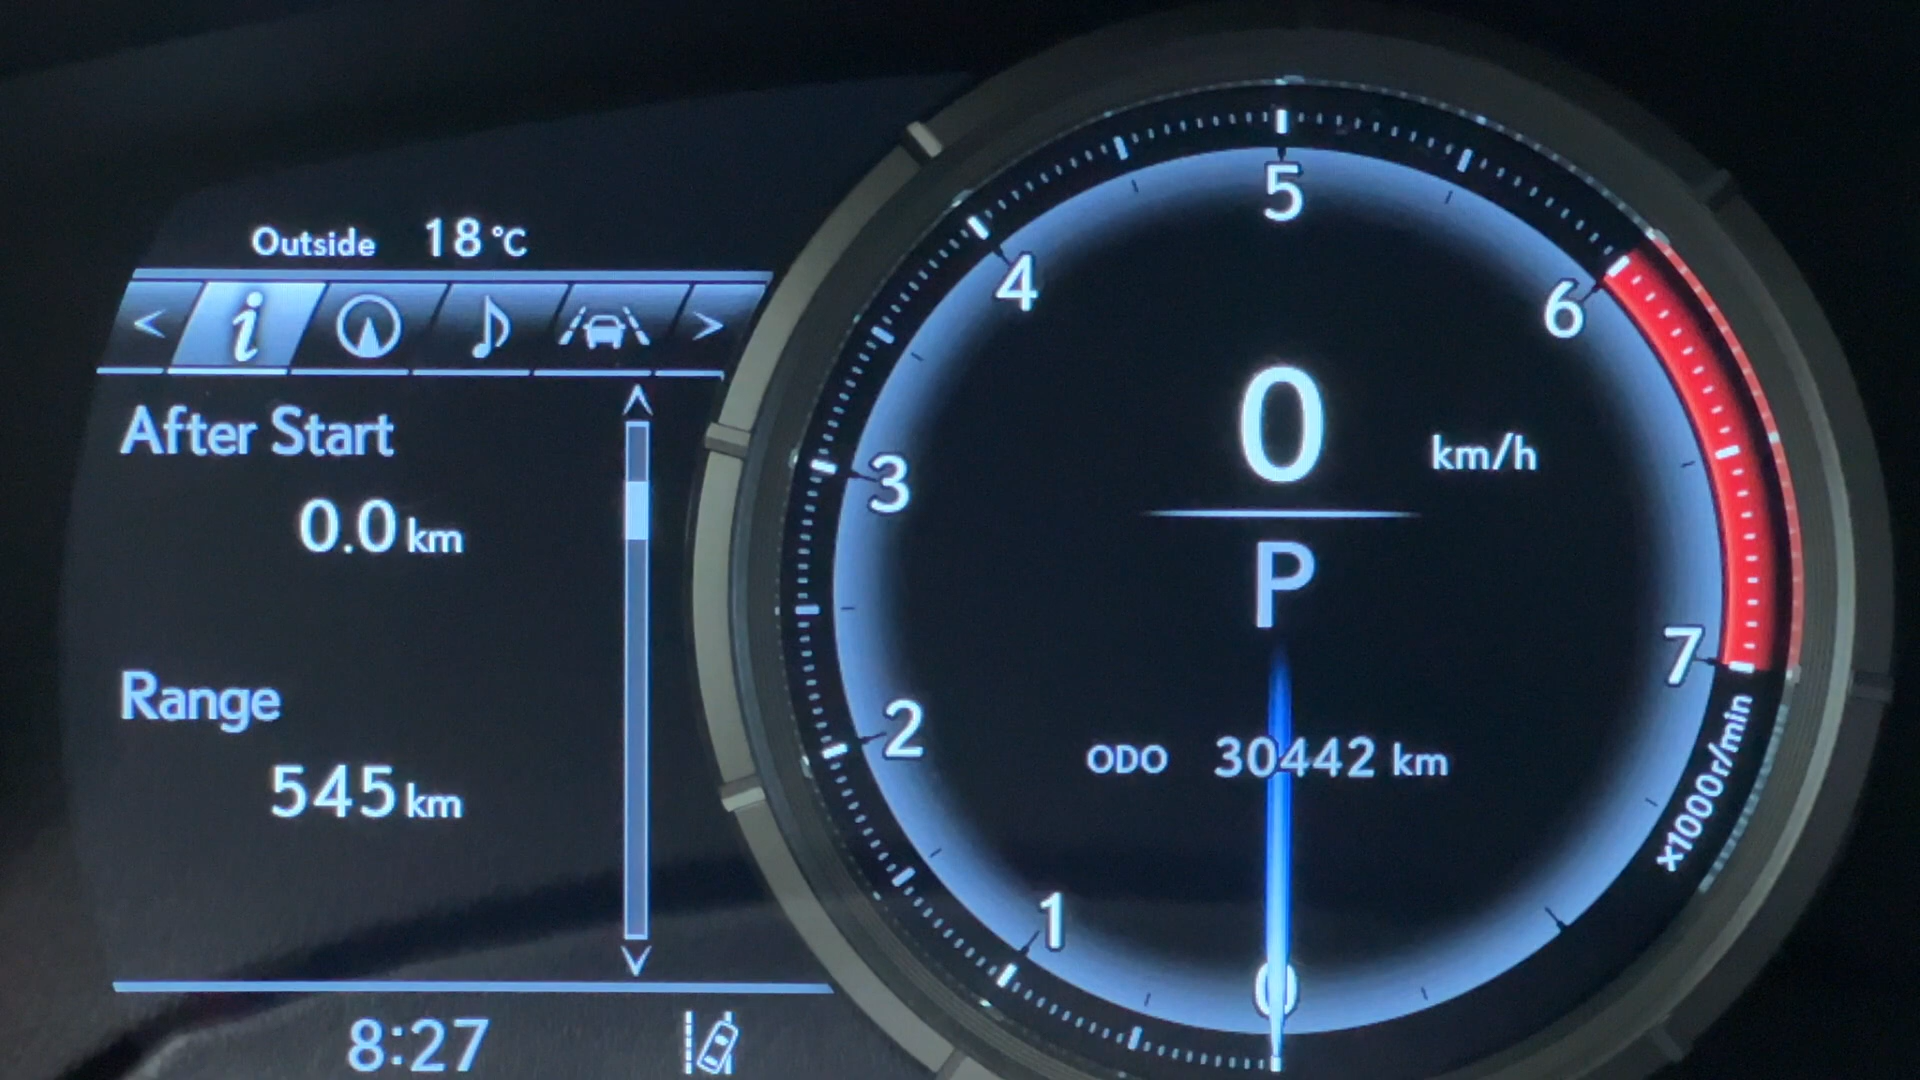 Outside 18°C
< i >
After Start
0.0 km
Range
545 km
8:27
5
4
6
3
2
7
1
0
0 km/h
P
ODO 30442 km
x1000r/min